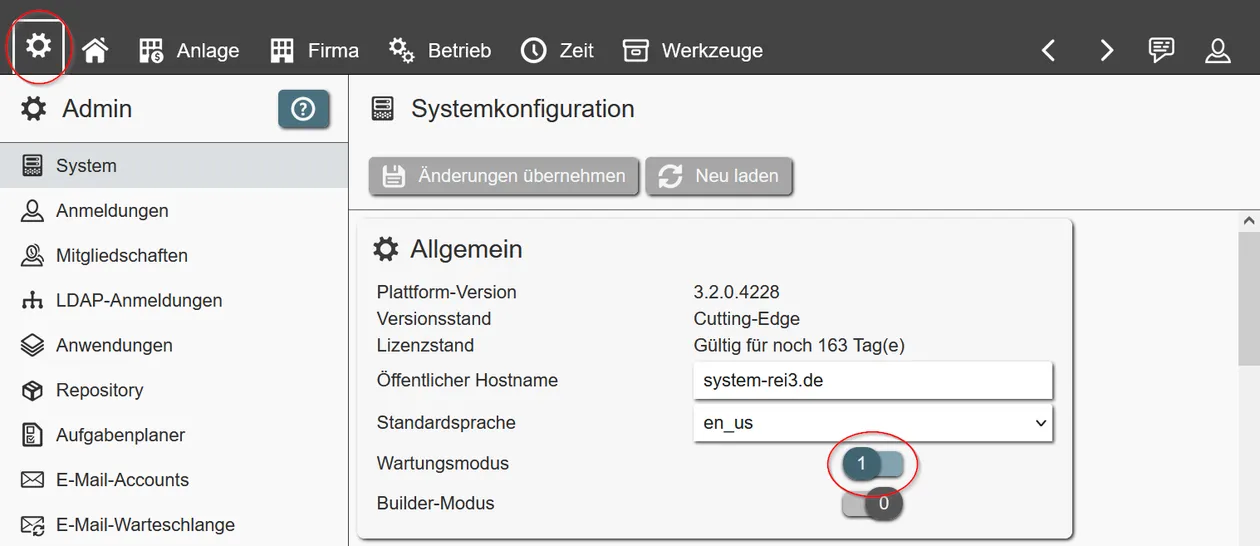 Anlage Firma Betrieb Zeit Werkzeuge
Admin
System
Anmeldungen
Mitgliedschaften
LDAP-Anmeldungen
Anwendungen
Repository
Aufgabenplaner
E-Mail-Accounts
E-Mail-Warteschlange
Systemkonfiguration
Änderungen übernehmen Neu laden
Allgemein
Plattform-Version 3.2.0.4228
Versionsstand Cutting-Edge
Lizenzstand Gültig für noch 163 Tag(e)
Öffentlicher Hostname system-rei3.de
Standardsprache en_us
Wartungsmodus 1
Builder-Modus 0